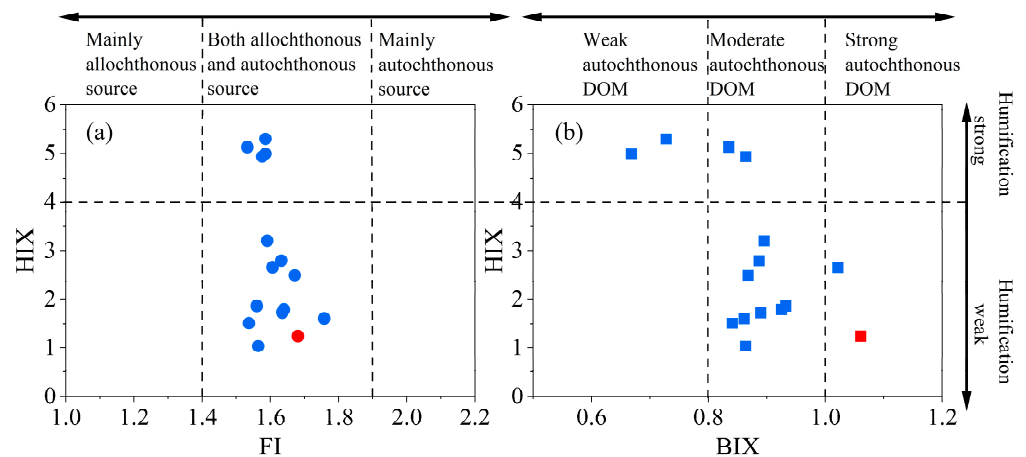 Mainly
allochthonous
source
Both allochthonous
and autochthonous
source
Mainly
autochthonous
source
Weak
autochthonous
DOM
Moderate
autochthonous
DOM
Strong
autochthonous
DOM
(a)
HIX
6
5
4
3
2
1
0
1.0 1.2 1.4 1.6 1.8 2.0 2.2
FI
(b)
HIX
6
5
4
3
2
1
0
0.6 0.8 1.0 1.2
BIX
Humification
strong
Humification
weak